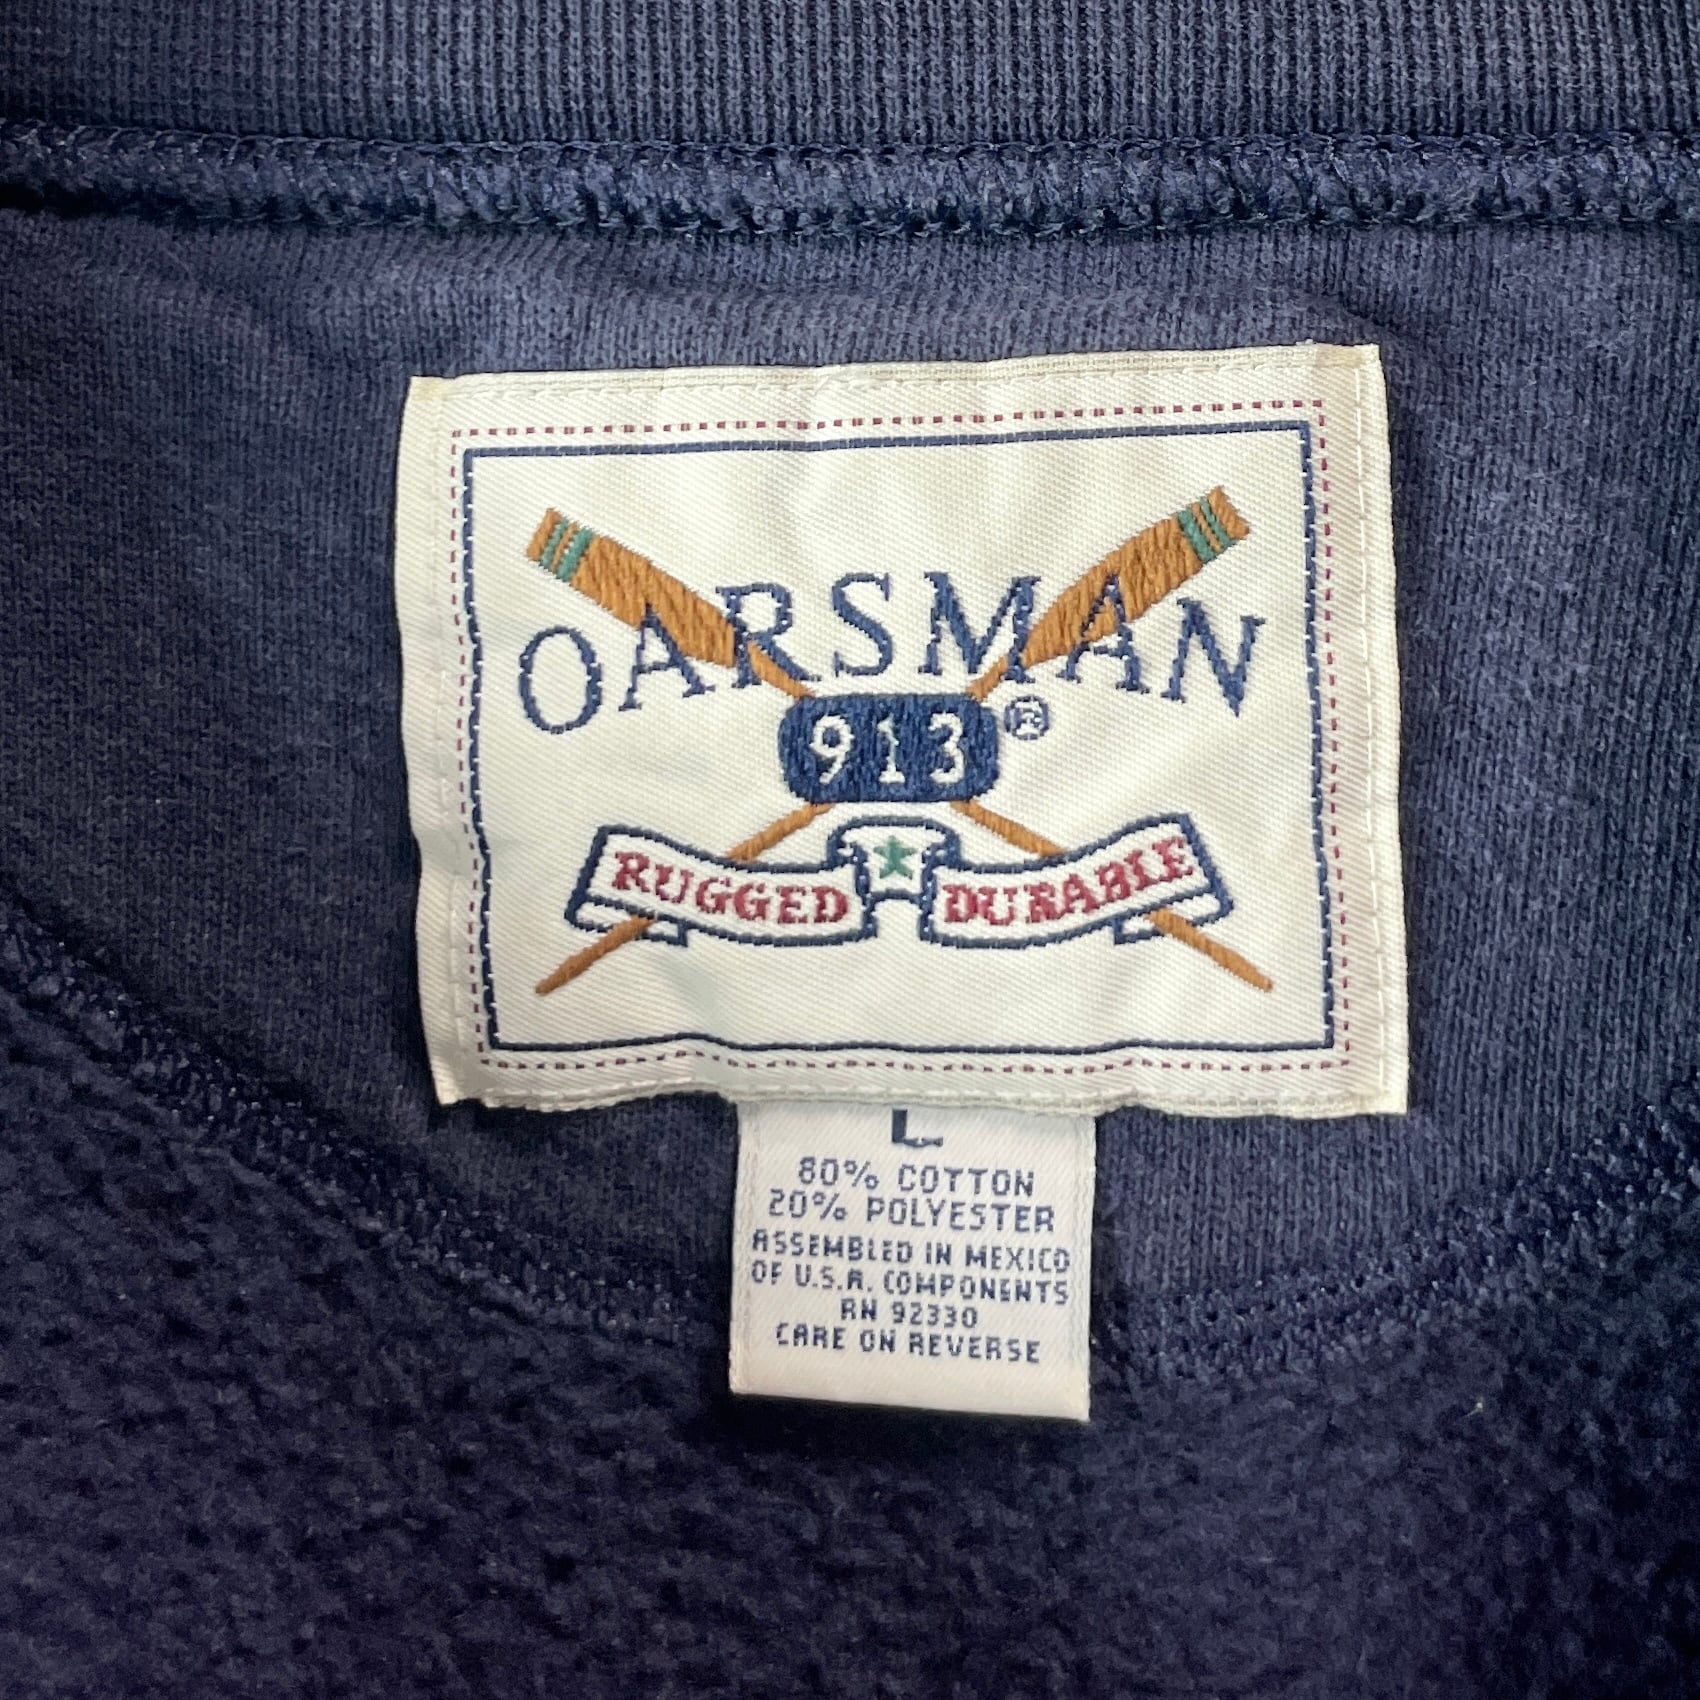 OARSMAN
913®
RUGGED DURABLE
L
80% COTTON
20% POLYESTER
ASSEMBLED IN MEXICO
OF U.S.A. COMPONENTS
RN 92330
CARE ON REVERSE